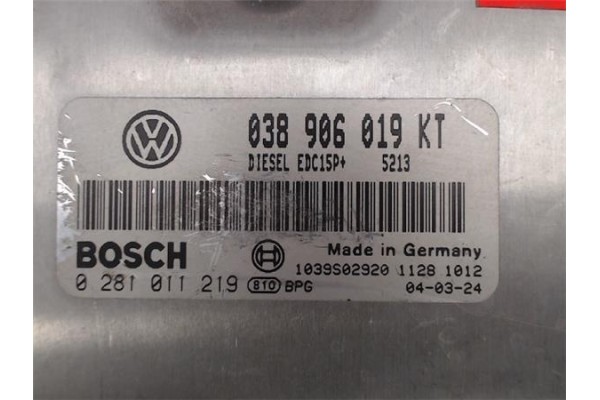 038 906 019 KT
DIESEL EDC15P+ 5213
BOSCH Made in Germany
1039S02920 1128 1012
0 281 011 219 810 BPG 04-03-24